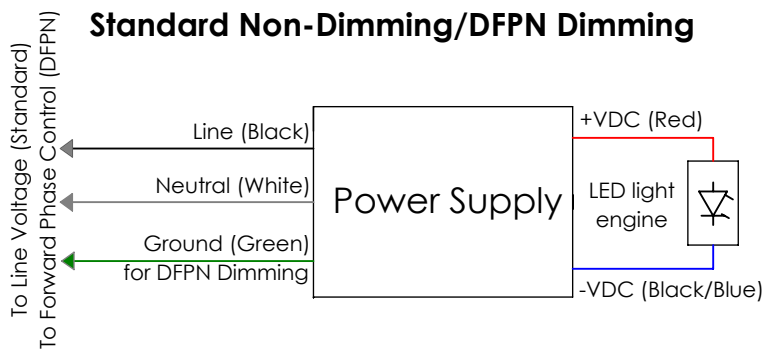 Standard Non-Dimming/DFPN Dimming
To Line Voltage (Standard)
To Forward Phase Control (DFPN)
Line (Black)
Neutral (White)
Ground (Green)
for DFPN Dimming
Power Supply
+VDC (Red)
LED light
engine
-VDC (Black/Blue)